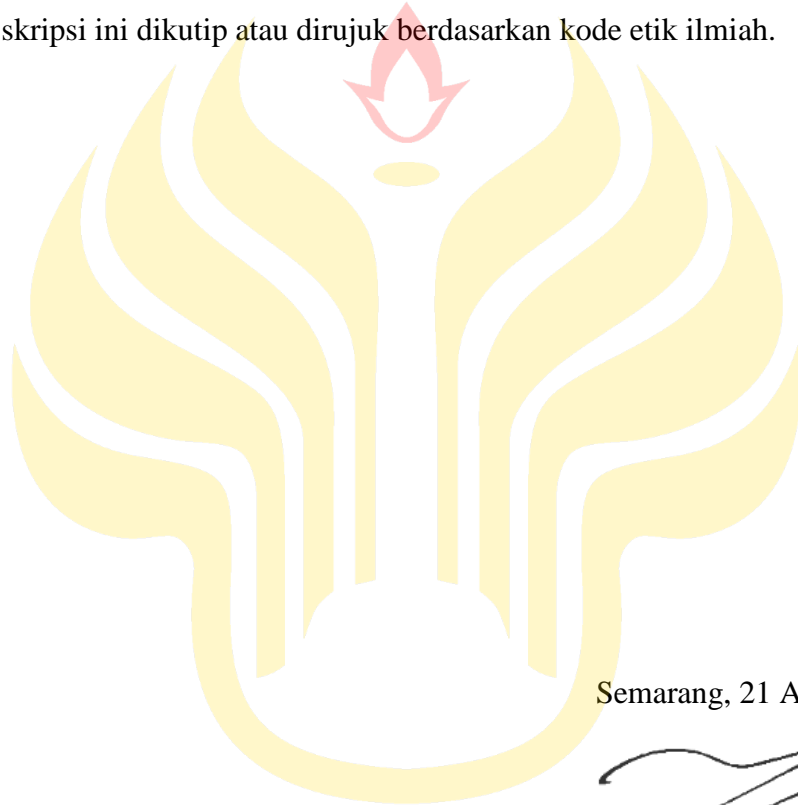 skripsi ini dikutip atau dirujuk berdasarkan kode etik ilmiah.
Semarang, 21 A